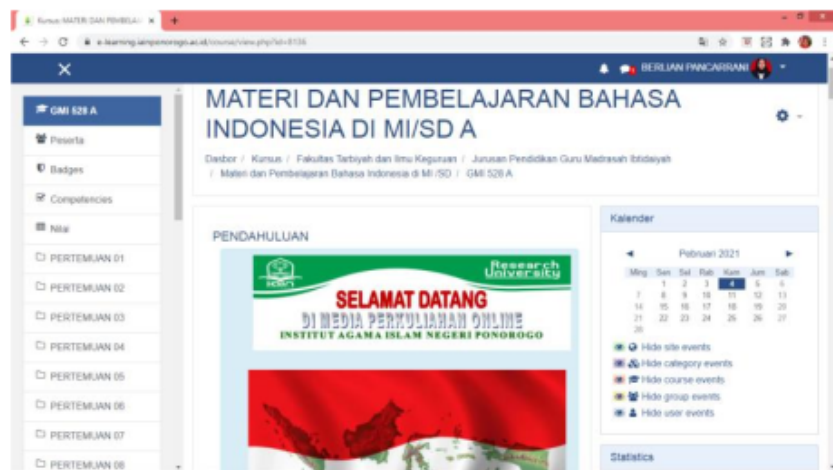 Kursus: MATERI DAN PEMBELAJ
e-learning.iainponorogo.ac.id/course/view.php?id=8136
BERLIAN PANCARRANI
GMI 528 A
Peserta
Badges
Competencies
Nilai
PERTEMUAN 01
PERTEMUAN 02
PERTEMUAN 03
PERTEMUAN 04
PERTEMUAN 05
PERTEMUAN 06
PERTEMUAN 07
PERTEMUAN 08
MATERI DAN PEMBELAJARAN BAHASA
INDONESIA DI MI/SD A
Dasbor / Kursus / Fakultas Tarbiyah dan Ilmu Keguruan / Jurusan Pendidikan Guru Madrasah Ibtidaiyah
/ Materi dan Pembelajaran Bahasa Indonesia di MI /SD / GMI 528 A
PENDAHULUAN
Research
University
SELAMAT DATANG
DI MEDIA PERKULIAHAN ONLINE
INSTITUT AGAMA ISLAM NEGERI PONOROGO
Kalender
◄ Pebruari 2021 ►
Ming Sen Sel Rab Kam Jum Sab
1 2 3 4 5 6
7 8 9 10 11 12 13
14 15 16 17 18 19 20
21 22 23 24 25 26 27
28
Hide site events
Hide category events
Hide course events
Hide group events
Hide user events
Statistics